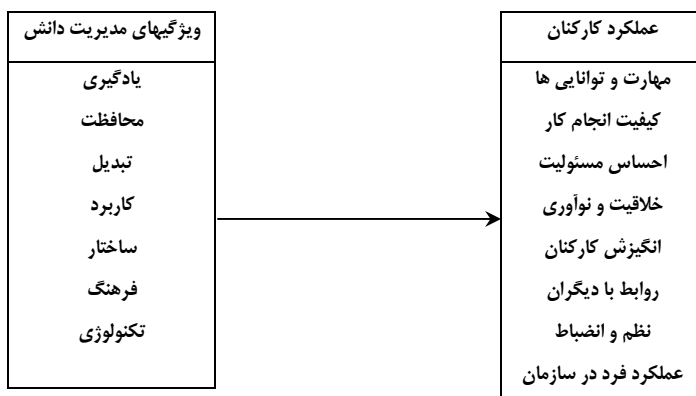 ویژگیهای مدیریت دانش
یادگیری
محافظت
تبدیل
کاربرد
ساختار
فرهنگ
تکنولوژی
عملکرد کارکنان
مهارت و توانایی ها
کیفیت انجام کار
احساس مسئولیت
خلاقیت و نوآوری
انگیزش کارکنان
روابط با دیگران
نظم و انضباط
عملکرد فرد در سازمان